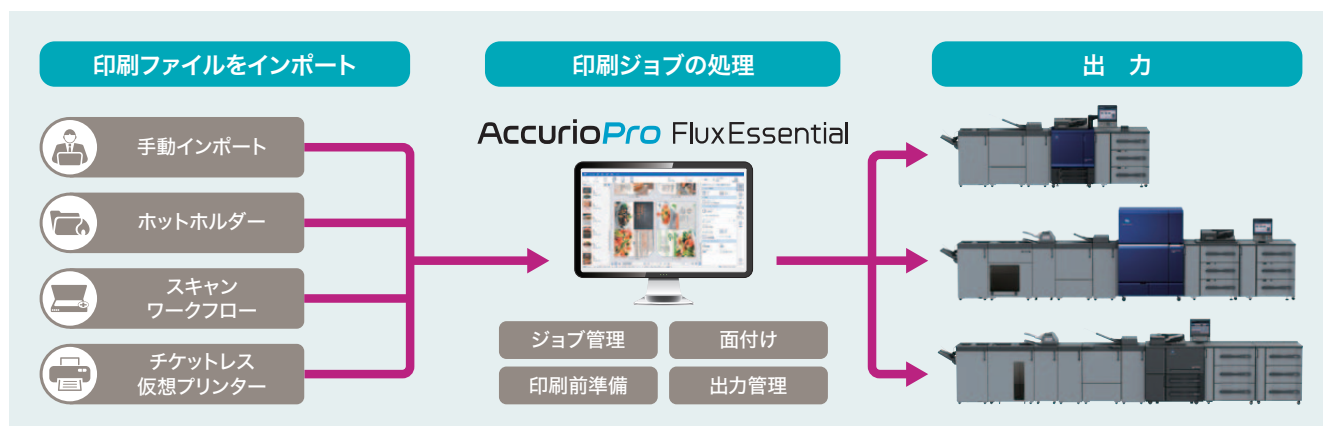 印刷ファイルをインポート
手動インポート
ホットホルダー
スキャン
ワークフロー
チケットレス
仮想プリンター
印刷ジョブの処理
AccurioPro FluxEssential
ジョブ管理
面付け
印刷前準備
出力管理
出 力